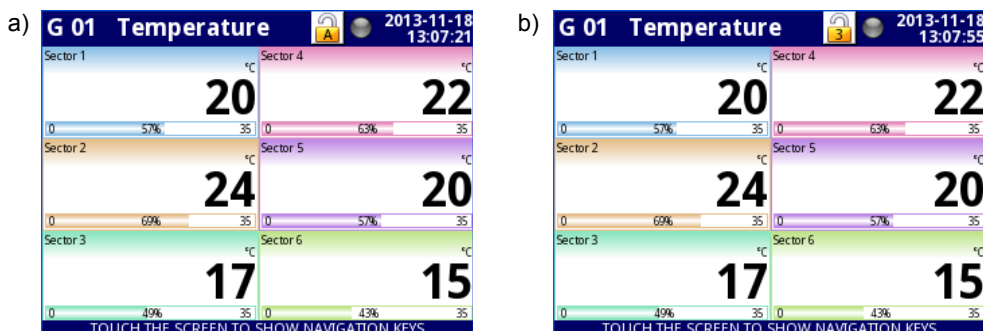 a)
G 01 Temperature A 2013-11-18
13:07:21
Sector 1
°C
20
0 57% 35
Sector 4
°C
22
0 63% 35
Sector 2
°C
24
0 69% 35
Sector 5
°C
20
0 57% 35
Sector 3
°C
17
0 49% 35
Sector 6
°C
15
0 43% 35
TOUCH THE SCREEN TO SHOW NAVIGATION KEYS
b)
G 01 Temperature 3 2013-11-18
13:07:55
Sector 1
°C
20
0 57% 35
Sector 4
°C
22
0 63% 35
Sector 2
°C
24
0 69% 35
Sector 5
°C
20
0 57% 35
Sector 3
°C
17
0 49% 35
Sector 6
°C
15
0 43% 35
TOUCH THE SCREEN TO SHOW NAVIGATION KEYS